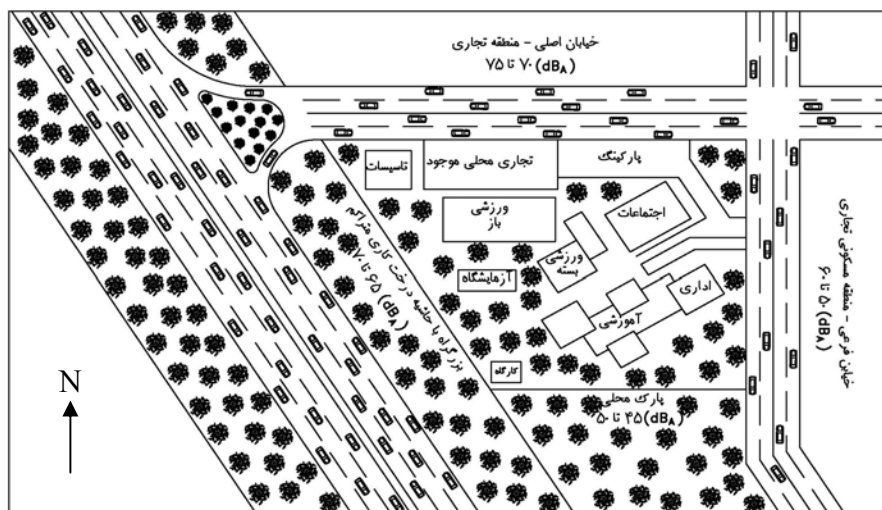 خیابان اصلی - منطقه تجاری
۷۰ تا ۷۵ (dBA)
تاسیسات
تجاری محلی موجود
پارکینگ
اجتماعات
ورزشی
باز
ورزشی
بسته
آزمایشگاه
اداری
آموزشی
کارگاه
پارک محلی
۴۵ تا ۵۰ (dBA)
بزرگراه با حاشیه درخت کاری متراکم
۶۵ تا ۷۰ (dBA)
خیابن فرعی - منطقه مسکونی تجاری
۵۰ تا ۶۰ (dBA)
N